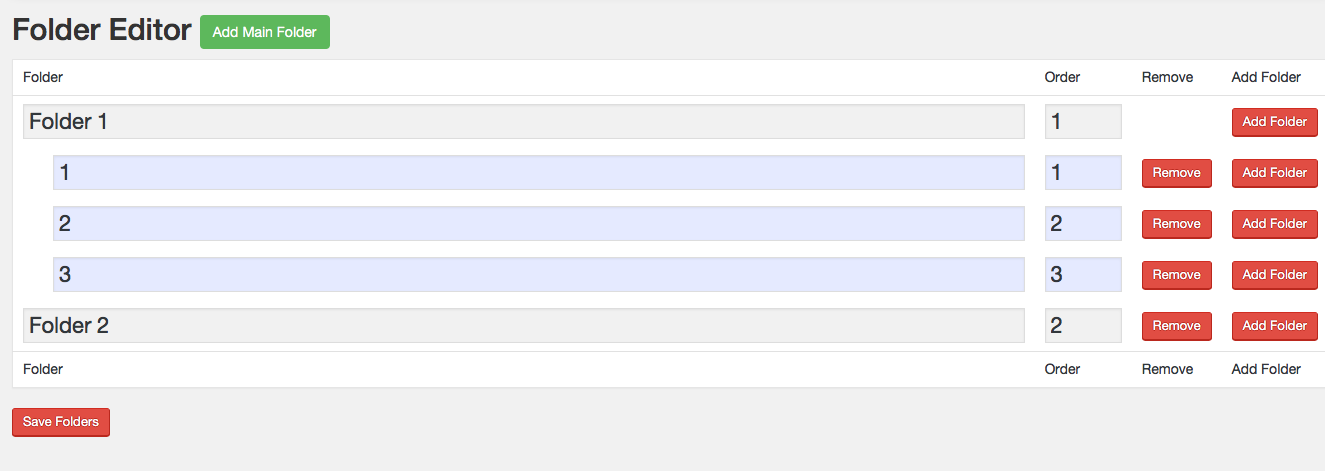 Folder Editor Add Main Folder
Folder Order Remove Add Folder
Folder 1 1 Add Folder
1 1 Remove Add Folder
2 2 Remove Add Folder
3 3 Remove Add Folder
Folder 2 2 Remove Add Folder
Folder Order Remove Add Folder
Save Folders